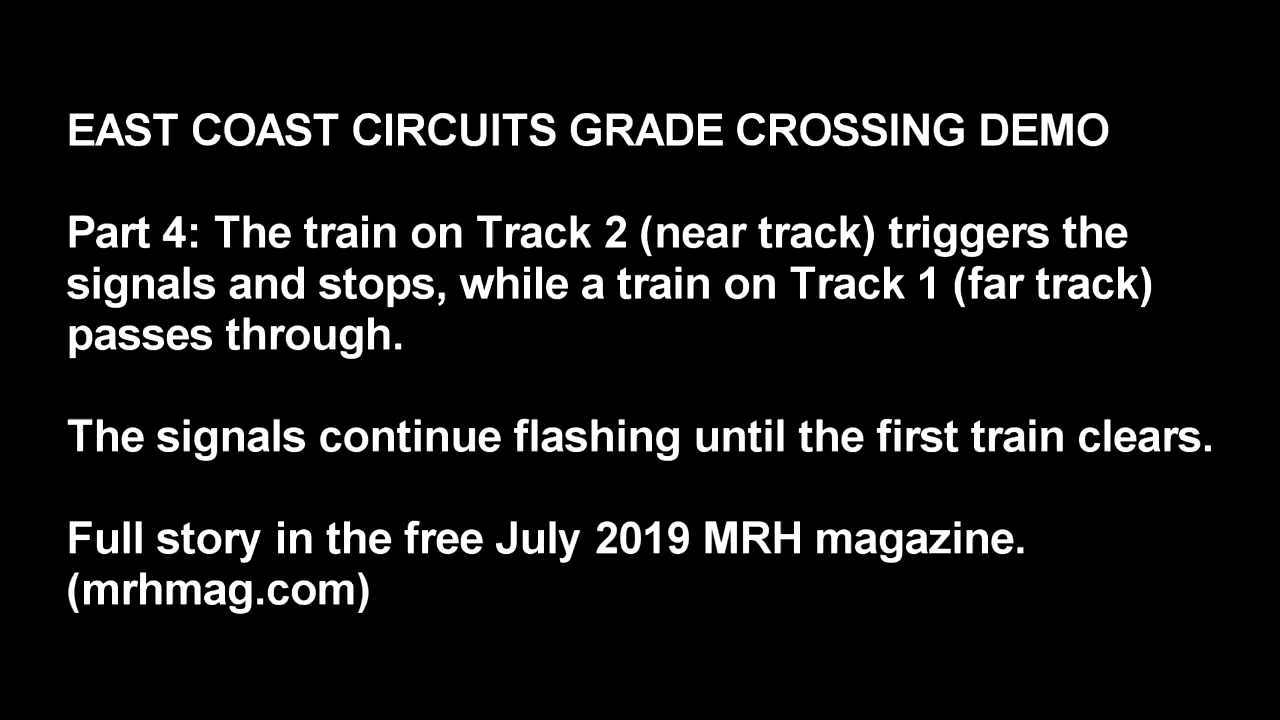 EAST COAST CIRCUITS GRADE CROSSING DEMO
Part 4: The train on Track 2 (near track) triggers the
signals and stops, while a train on Track 1 (far track)
passes through.
The signals continue flashing until the first train clears.
Full story in the free July 2019 MRH magazine.
(mrhmag.com)